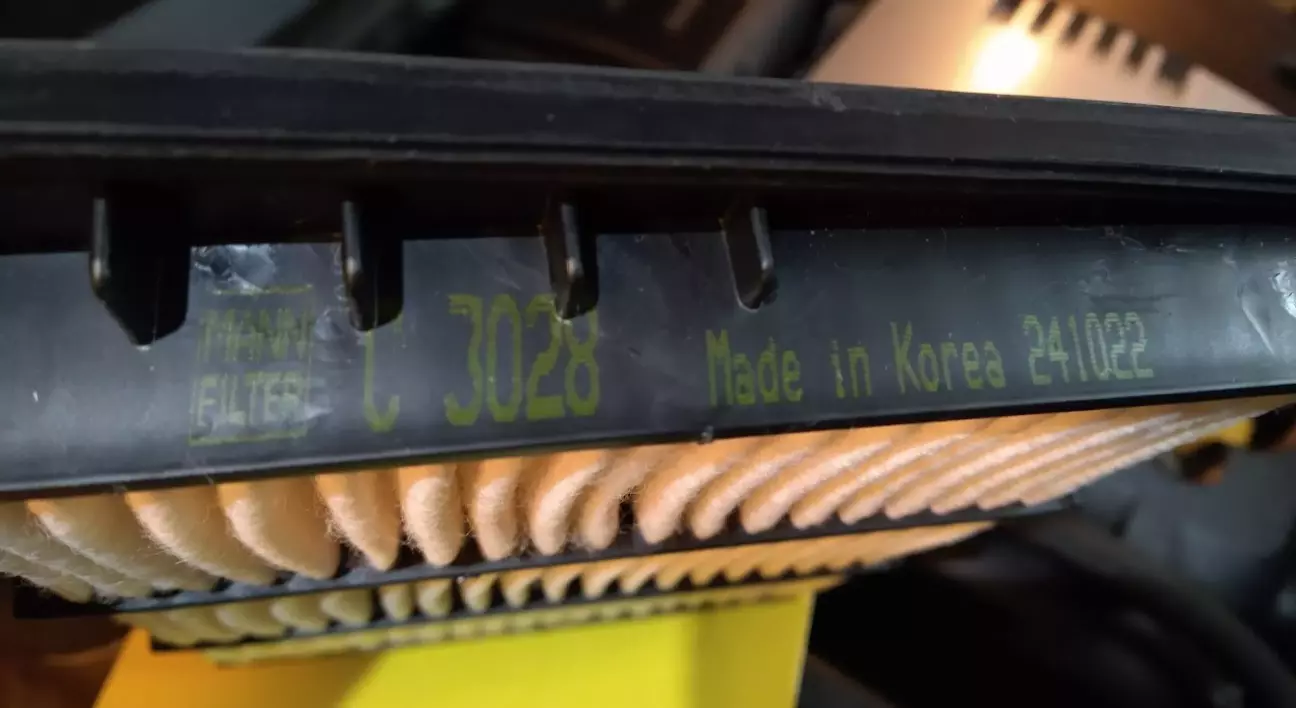 MANN
FILTER
C 3028 Made in Korea 241022